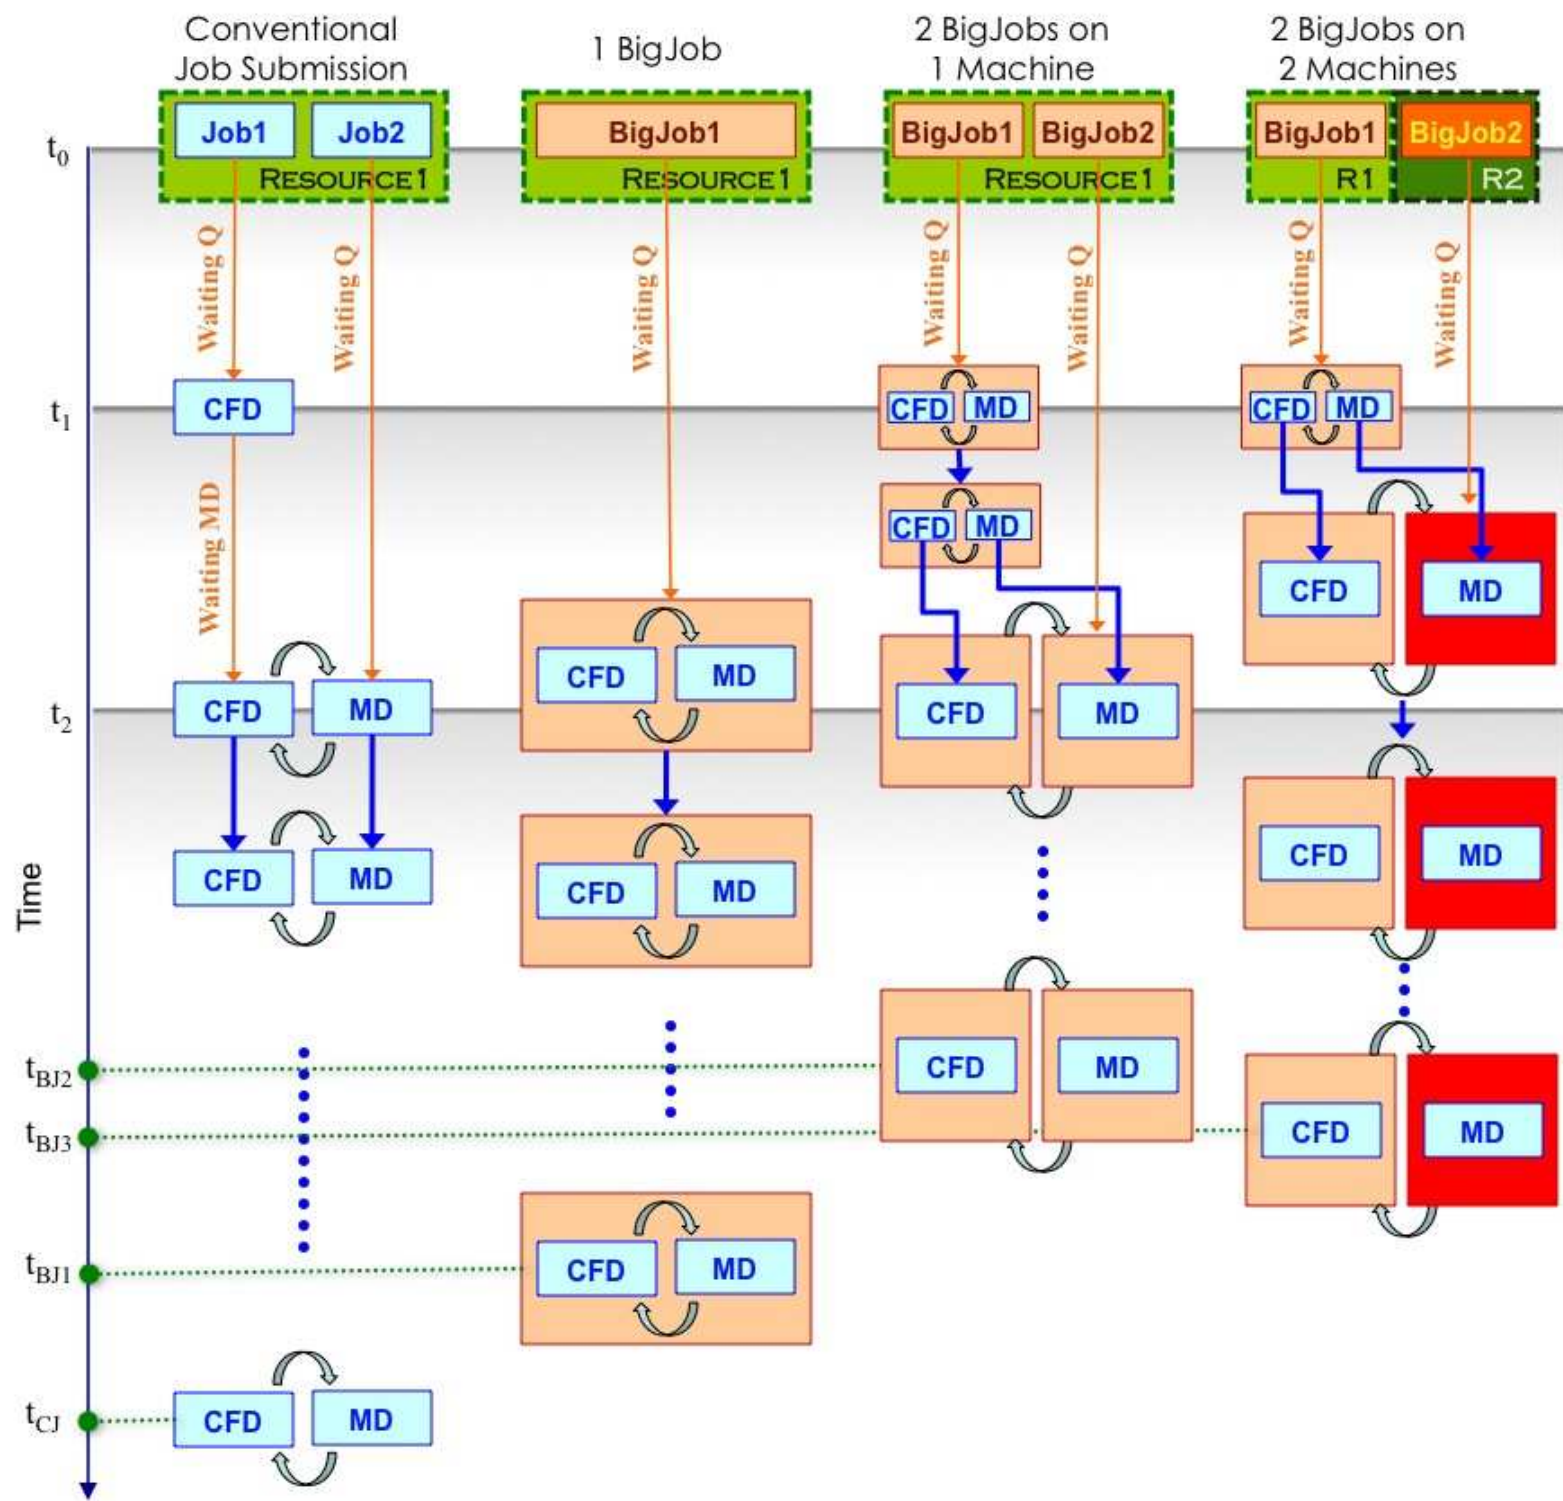 Conventional
Job Submission
1 BigJob
2 BigJobs on
1 Machine
2 BigJobs on
2 Machines
Job1 Job2
RESOURCE1
BigJob1
RESOURCE1
BigJob1 BigJob2
RESOURCE1
BigJob1 BigJob2
R1 R2
t0
Waiting Q
Waiting Q
Waiting Q
Waiting Q
Waiting Q
Waiting Q
Waiting Q
t1
CFD
CFD MD
CFD MD
Waiting MD
CFD MD
CFD MD
CFD MD
t2
CFD MD
CFD MD
Time
CFD MD
CFD MD
CFD MD
tBJ2
CFD MD
tBJ3
CFD MD
tBJ1
CFD MD
tCJ
CFD MD